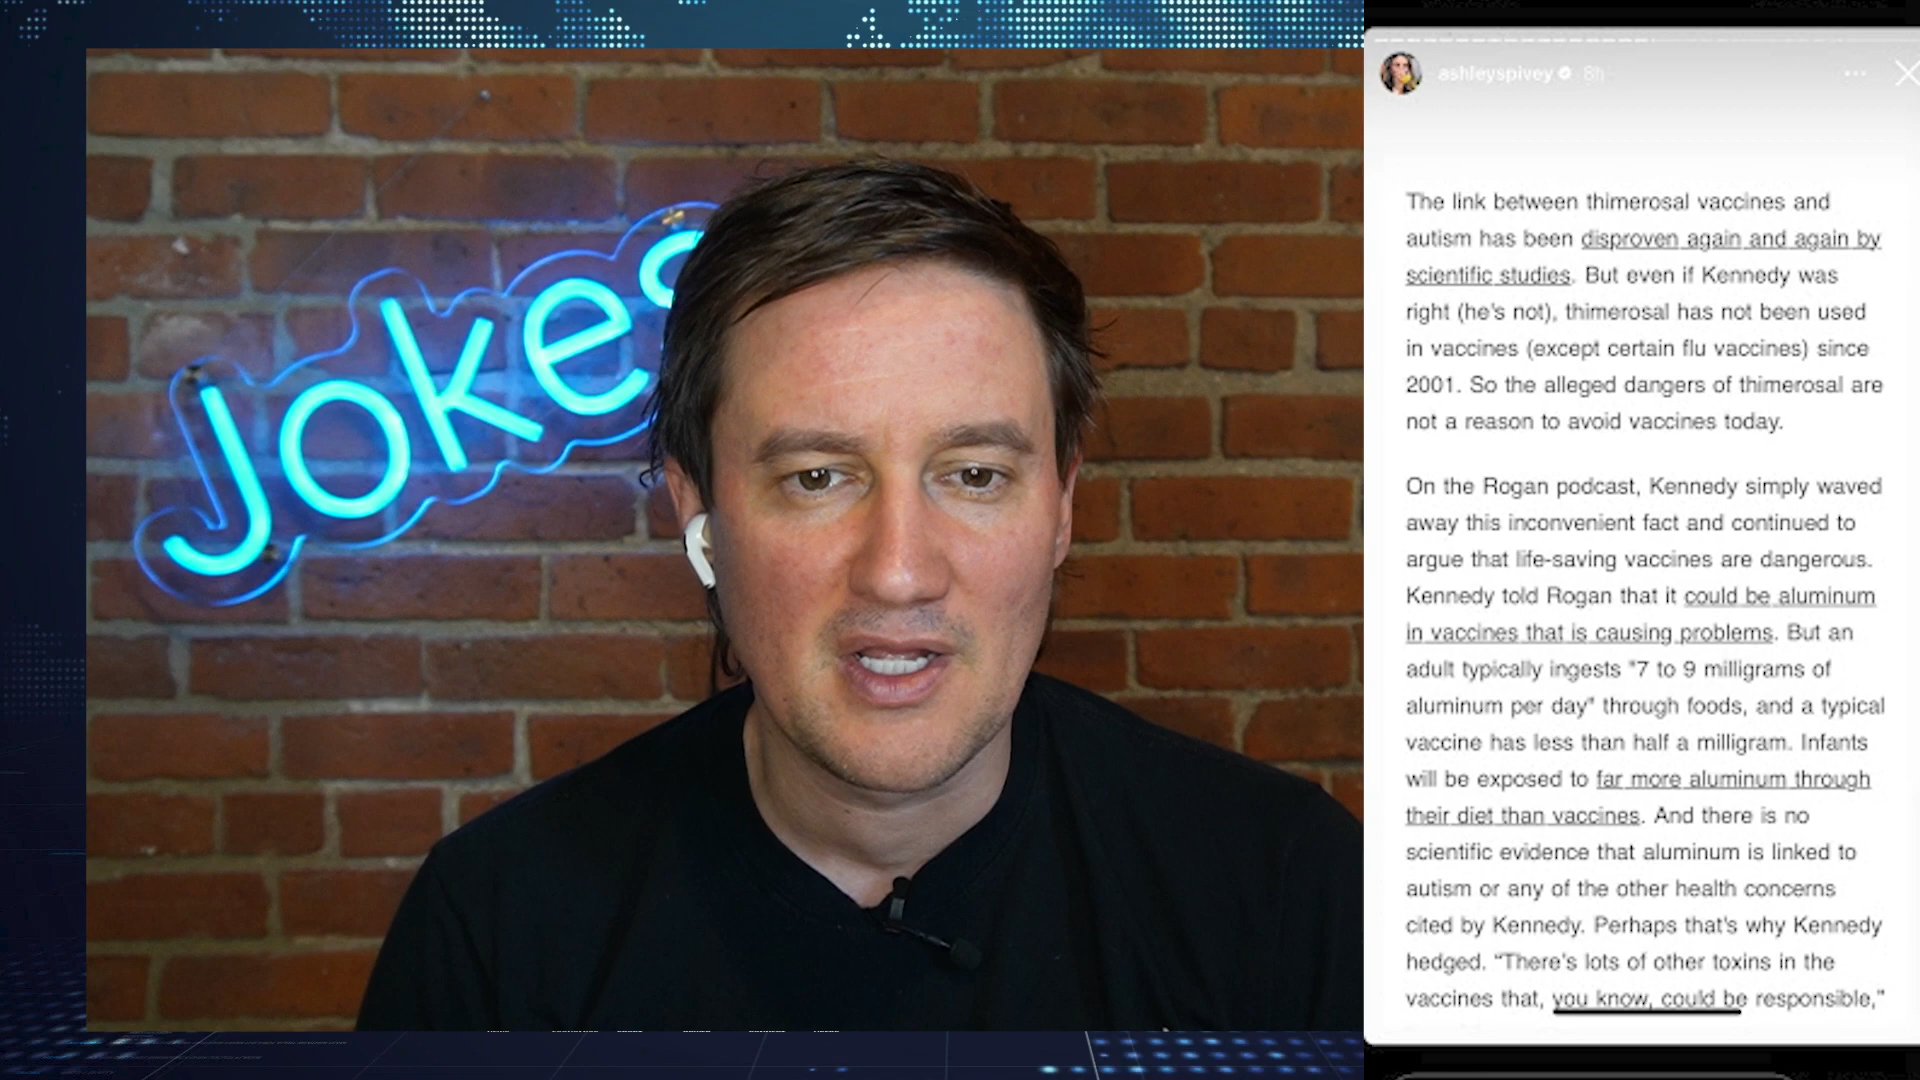 Jokes
ashleyspivey 8h
The link between thimerosal vaccines and
autism has been disproven again and again by
scientific studies. But even if Kennedy was
right (he's not), thimerosal has not been used
in vaccines (except certain flu vaccines) since
2001. So the alleged dangers of thimerosal are
not a reason to avoid vaccines today.
On the Rogan podcast, Kennedy simply waved
away this inconvenient fact and continued to
argue that life-saving vaccines are dangerous.
Kennedy told Rogan that it could be aluminum
in vaccines that is causing problems. But an
adult typically ingests "7 to 9 milligrams of
aluminum per day" through foods, and a typical
vaccine has less than half a milligram. Infants
will be exposed to far more aluminum through
their diet than vaccines. And there is no
scientific evidence that aluminum is linked to
autism or any of the other health concerns
cited by Kennedy. Perhaps that's why Kennedy
hedged. "There's lots of other toxins in the
vaccines that, you know, could be responsible,"